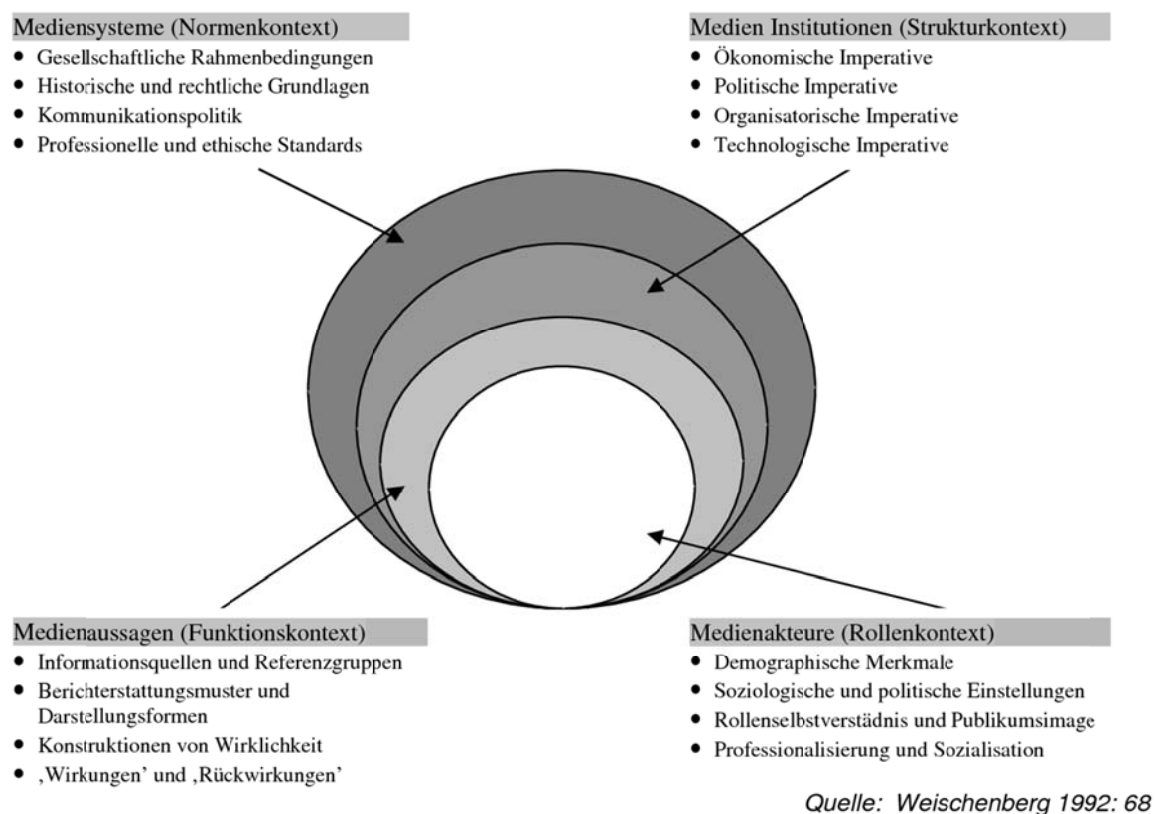 Mediensysteme (Normenkontext)
• Gesellschaftliche Rahmenbedingungen
• Historische und rechtliche Grundlagen
• Kommunikationspolitik
• Professionelle und ethische Standards
Medien Institutionen (Strukturkontext)
• Ökonomische Imperative
• Politische Imperative
• Organisatorische Imperative
• Technologische Imperative
Medienaussagen (Funktionskontext)
• Informationsquellen und Referenzgruppen
• Berichterstattungsmuster und
Darstellungsformen
• Konstruktionen von Wirklichkeit
• ‚Wirkungen’ und ‚Rückwirkungen’
Medienakteure (Rollenkontext)
• Demographische Merkmale
• Soziologische und politische Einstellungen
• Rollenselbstverstädnis und Publikumsimage
• Professionalisierung und Sozialisation
Quelle: Weischenberg 1992: 68